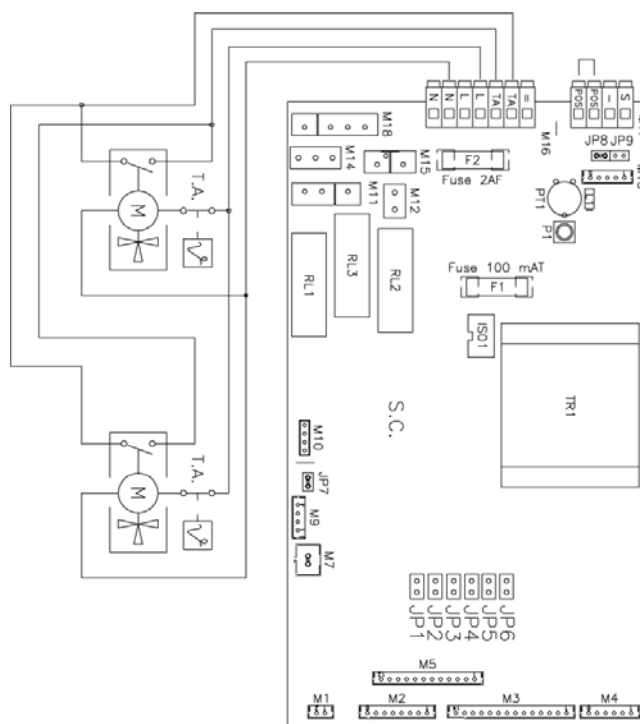 N N L L TA TA =
POS POS - S
M18
M16
JP8 JP9
M14
M15
F2
Fuse 2AF
T.A.
M11
M12
PT1
M
P1
RL1
RL3
RL2
Fuse 100 mAT
F1
ISO1
TR1
S.C.
M10
T.A.
JP7
M
M9
M7
JP1 JP2 JP3 JP4 JP5 JP6
M5
M1 M2 M3 M4